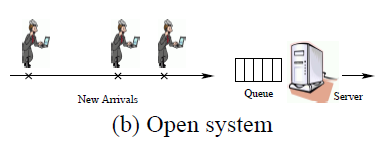 New Arrivals
Queue
Server
(b) Open system